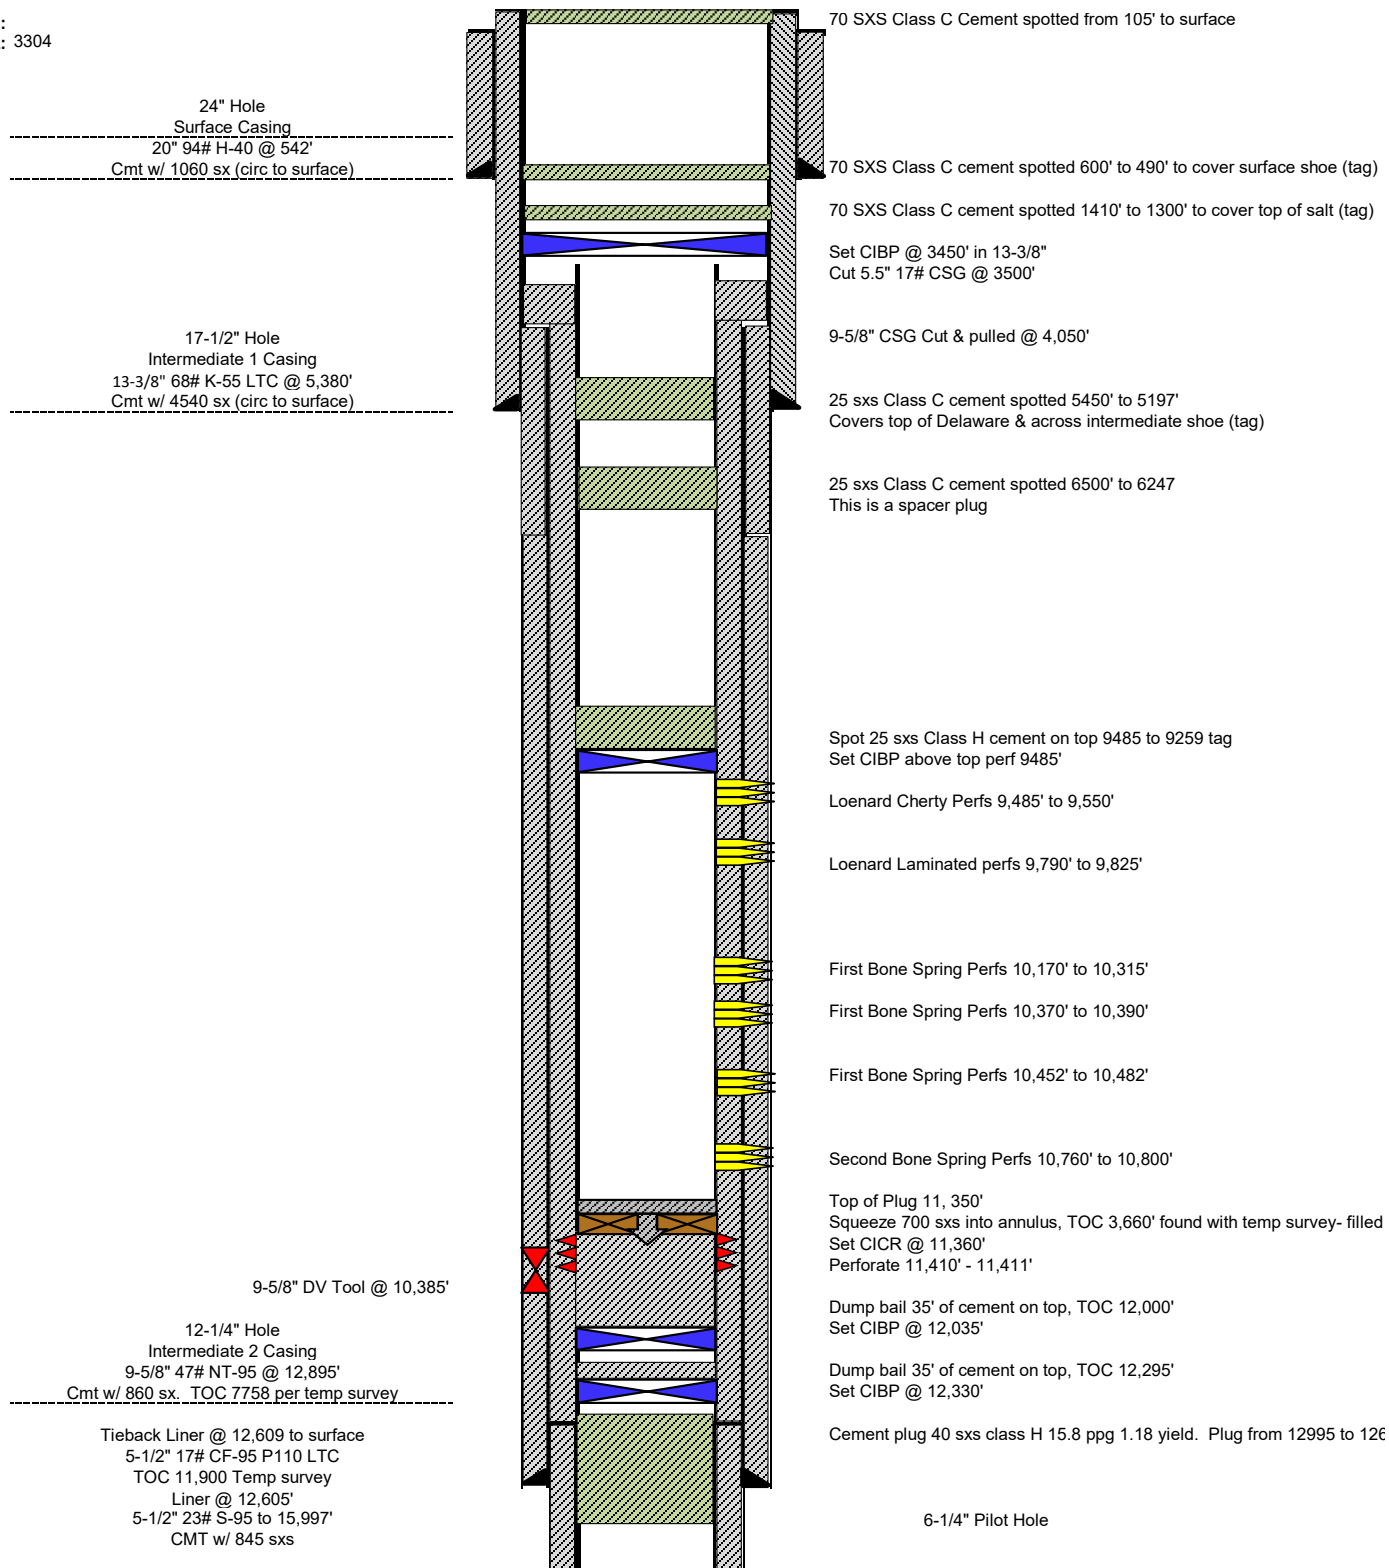 :
: 3304
24" Hole
Surface Casing
20" 94# H-40 @ 542'
Cmt w/ 1060 sx (circ to surface)
17-1/2" Hole
Intermediate 1 Casing
13-3/8" 68# K-55 LTC @ 5,380'
Cmt w/ 4540 sx (circ to surface)
9-5/8" DV Tool @ 10,385'
12-1/4" Hole
Intermediate 2 Casing
9-5/8" 47# NT-95 @ 12,895'
Cmt w/ 860 sx. TOC 7758 per temp survey
Tieback Liner @ 12,609 to surface
5-1/2" 17# CF-95 P110 LTC
TOC 11,900 Temp survey
Liner @ 12,605'
5-1/2" 23# S-95 to 15,997'
CMT w/ 845 sxs
70 SXS Class C Cement spotted from 105' to surface
70 SXS Class C cement spotted 600' to 490' to cover surface shoe (tag)
70 SXS Class C cement spotted 1410' to 1300' to cover top of salt (tag)
Set CIBP @ 3450' in 13-3/8"
Cut 5.5" 17# CSG @ 3500'
9-5/8" CSG Cut & pulled @ 4,050'
25 sxs Class C cement spotted 5450' to 5197'
Covers top of Delaware & across intermediate shoe (tag)
25 sxs Class C cement spotted 6500' to 6247
This is a spacer plug
Spot 25 sxs Class H cement on top 9485 to 9259 tag
Set CIBP above top perf 9485'
Loenard Cherty Perfs 9,485' to 9,550'
Loenard Laminated perfs 9,790' to 9,825'
First Bone Spring Perfs 10,170' to 10,315'
First Bone Spring Perfs 10,370' to 10,390'
First Bone Spring Perfs 10,452' to 10,482'
Second Bone Spring Perfs 10,760' to 10,800'
Top of Plug 11, 350'
Squeeze 700 sxs into annulus, TOC 3,660' found with temp survey- filled
Set CICR @ 11,360'
Perforate 11,410' - 11,411'
Dump bail 35' of cement on top, TOC 12,000'
Set CIBP @ 12,035'
Dump bail 35' of cement on top, TOC 12,295'
Set CIBP @ 12,330'
Cement plug 40 sxs class H 15.8 ppg 1.18 yield. Plug from 12995 to
6-1/4" Pilot Hole